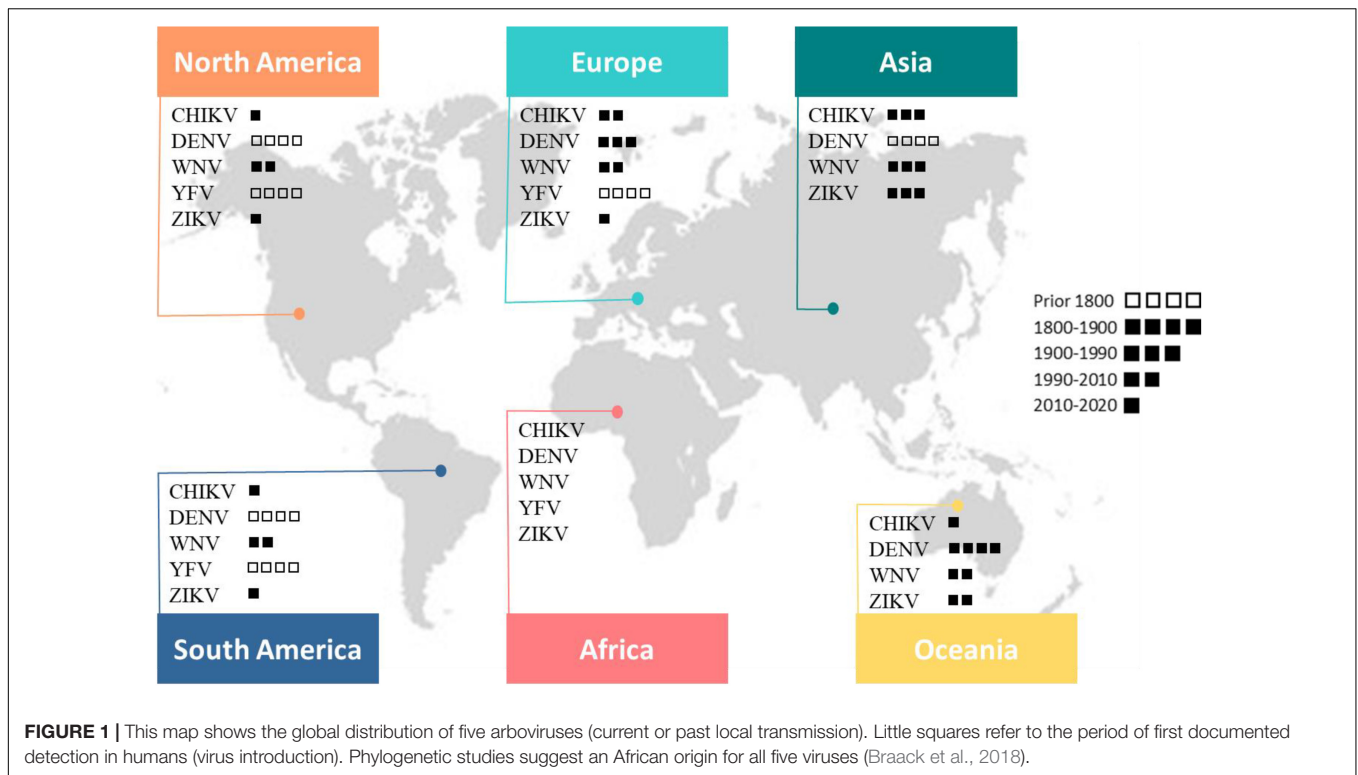 North America
CHIKV
DENV
WNV
YFV
ZIKV
Europe
CHIKV
DENV
WNV
YFV
ZIKV
Asia
CHIKV
DENV
WNV
ZIKV
Prior 1800
1800-1900
1900-1990
1990-2010
2010-2020
CHIKV
DENV
WNV
YFV
ZIKV
South America
CHIKV
DENV
WNV
YFV
ZIKV
Africa
CHIKV
DENV
WNV
ZIKV
Oceania
FIGURE 1 | This map shows the global distribution of five arboviruses (current or past local transmission). Little squares refer to the period of first documented
detection in humans (virus introduction). Phylogenetic studies suggest an African origin for all five viruses (Braack et al., 2018).